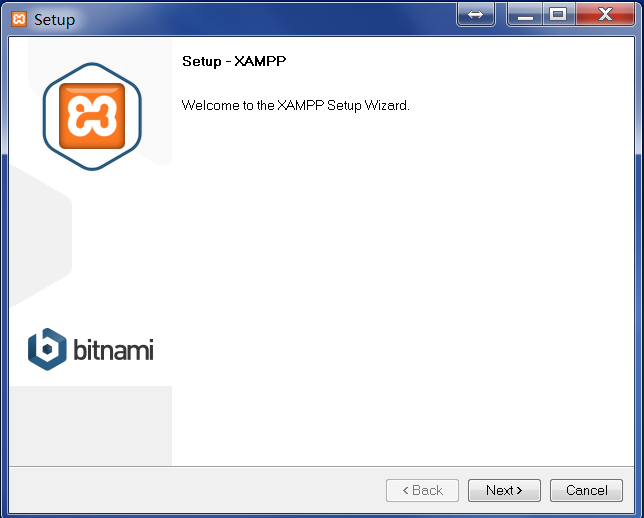 Setup
Setup - XAMPP
Welcome to the XAMPP Setup Wizard.
bitnami
< Back
Next >
Cancel